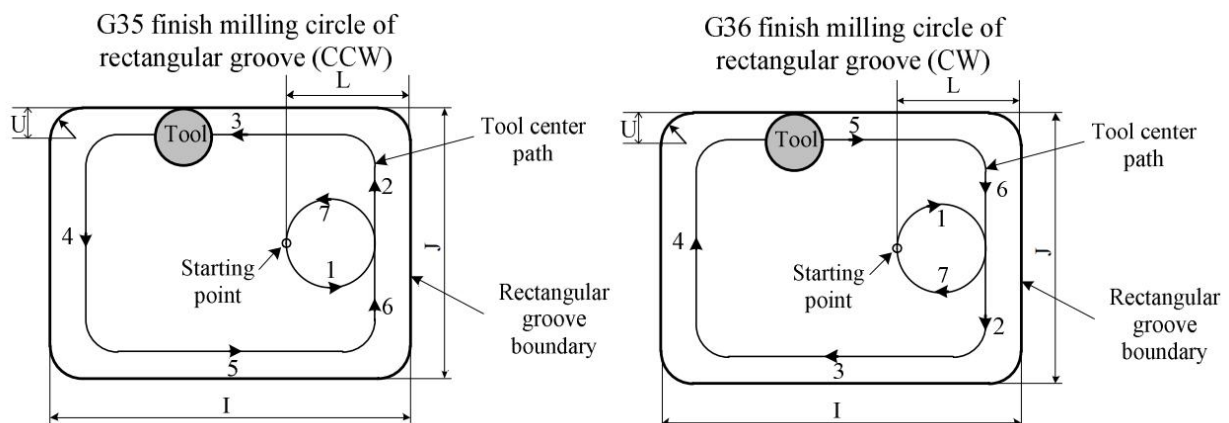 G35 finish milling circle of
rectangular groove (CCW)
L
U
Tool
3
Tool center
path
2
7
4
J
Starting
point
1
6
Rectangular
groove
boundary
5
I
G36 finish milling circle of
rectangular groove (CW)
L
U
Tool
5
Tool center
path
6
1
4
J
Starting
point
7
2
Rectangular
groove
boundary
3
I